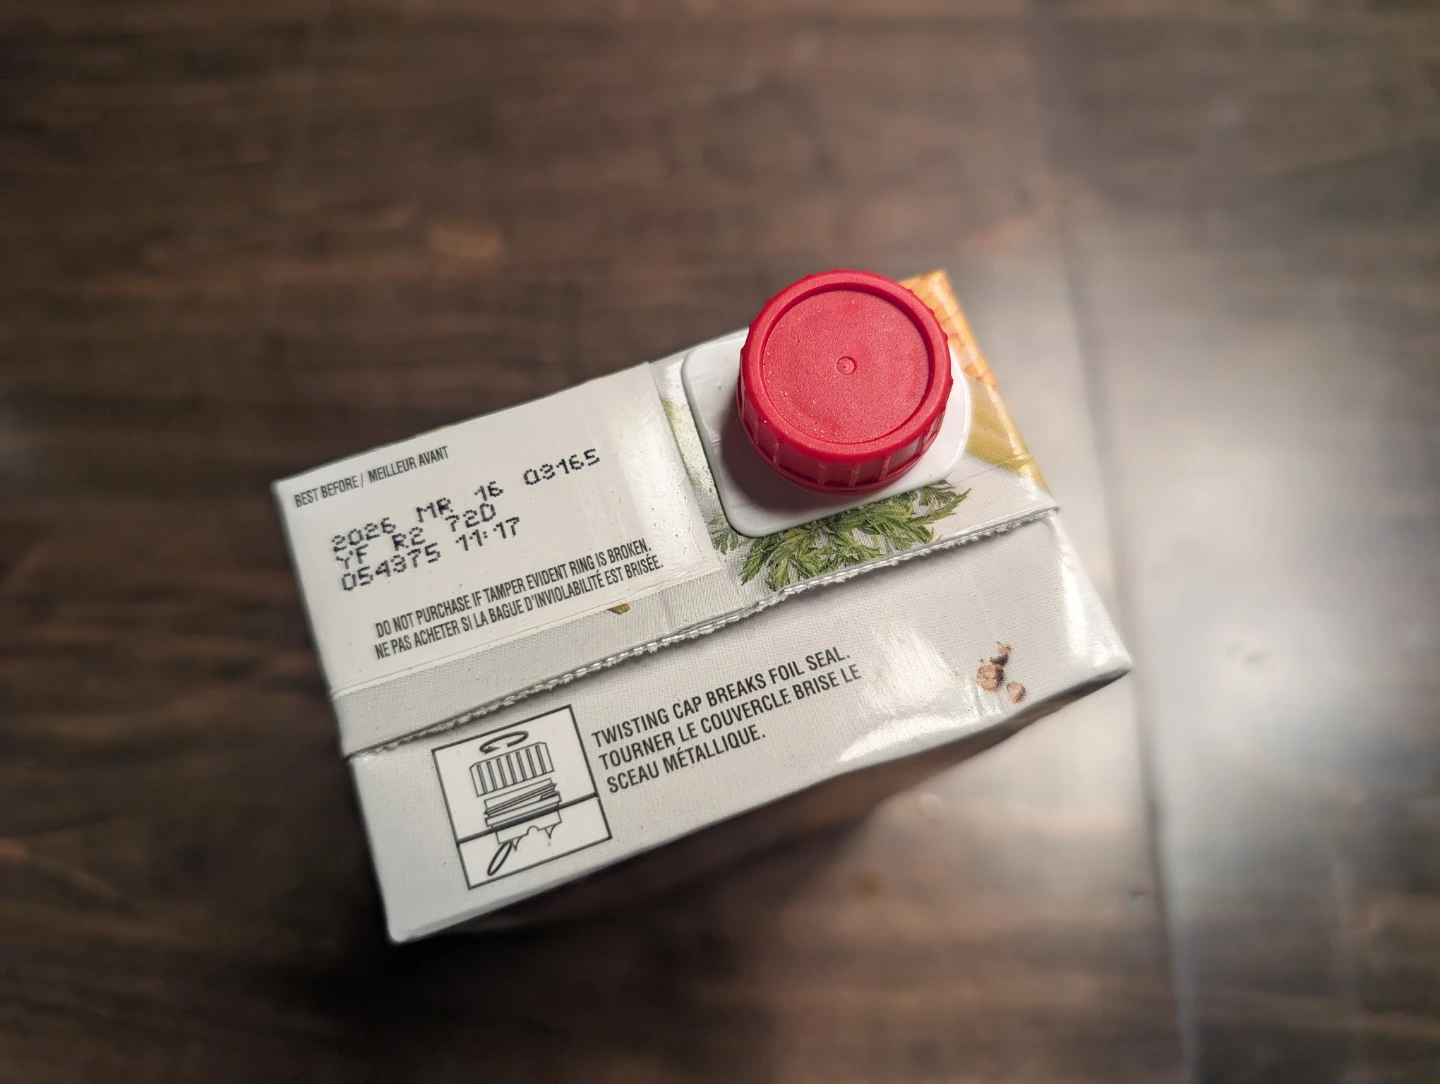 BEST BEFORE / MEILLEUR AVANT
2026 MR 16 03165
YF R2 72D
054375 11:17
DO NOT PURCHASE IF TAMPER EVIDENT RING IS BROKEN.
NE PAS ACHETER SI LA BAGUE D'INVIOLABILITÉ EST BRISÉE.
TWISTING CAP BREAKS FOIL SEAL.
TOURNER LE COUVERCLE BRISE LE
SCEAU MÉTALLIQUE.